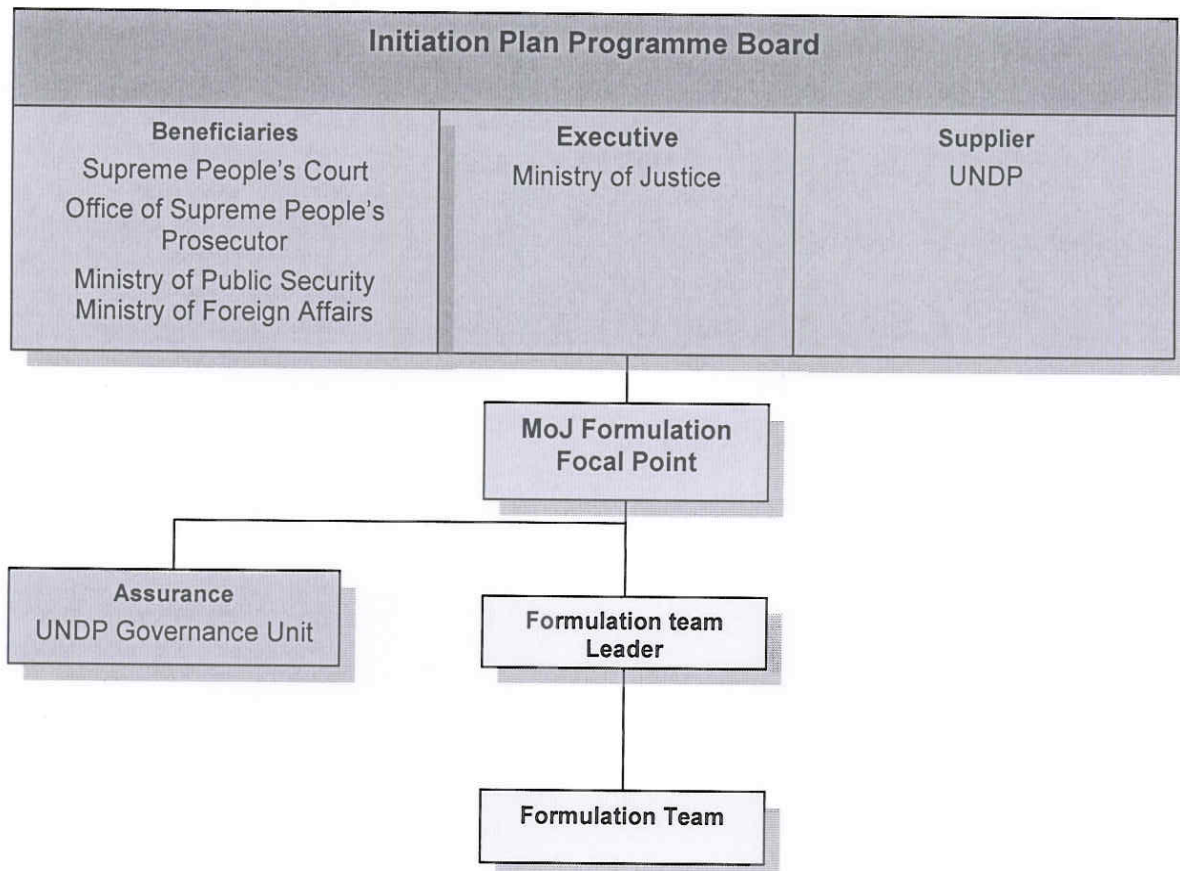 Initiation Plan Programme Board
Beneficiaries
Supreme People's Court
Office of Supreme People's
Prosecutor
Ministry of Public Security
Ministry of Foreign Affairs
Executive
Ministry of Justice
Supplier
UNDP
MoJ Formulation
Focal Point
Assurance
UNDP Governance Unit
Formulation team
Leader
Formulation Team